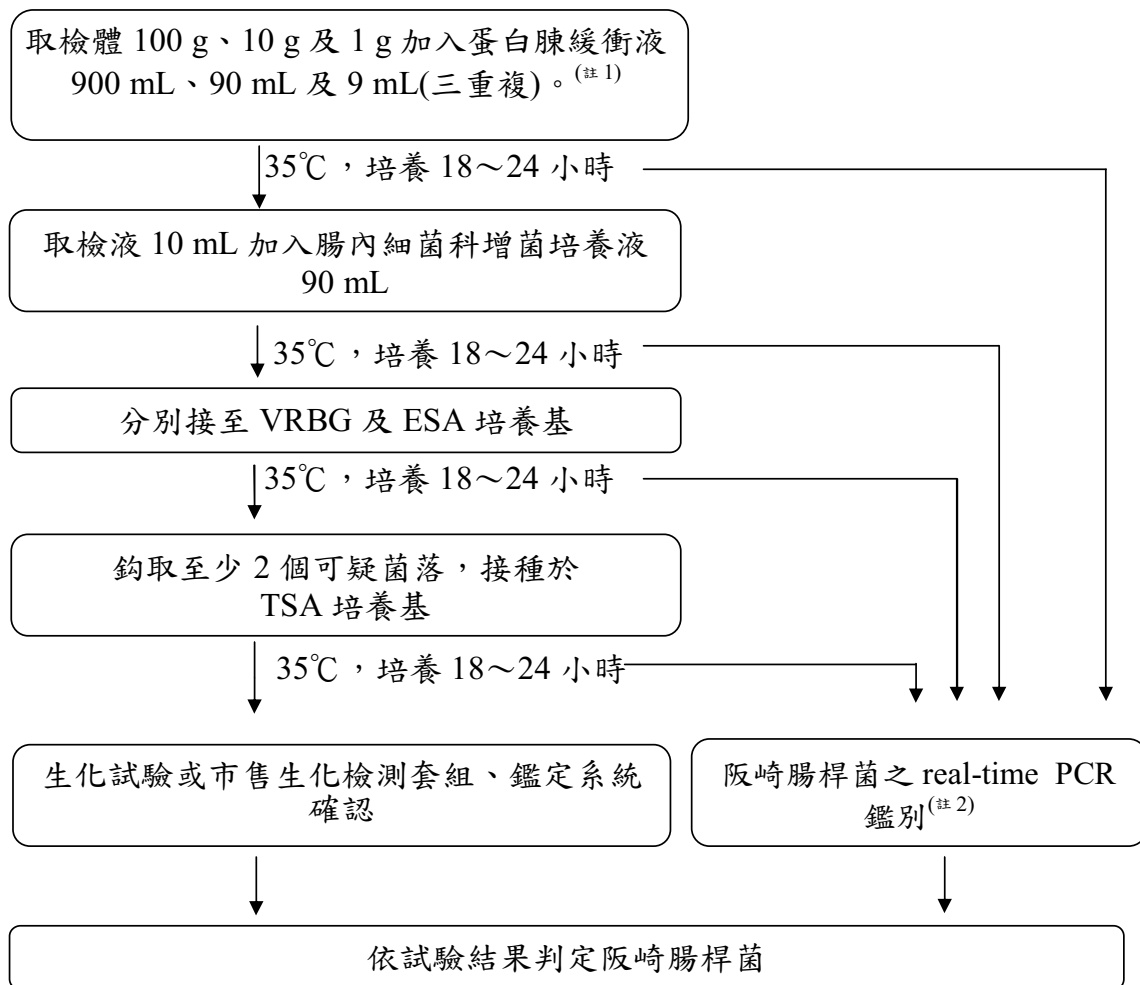 取檢體 100 g、10 g 及 1 g 加入蛋白腖緩衝液
900 mL、90 mL 及 9 mL(三重複)。(註 1)
35℃，培養 18～24 小時
取檢液 10 mL 加入腸內細菌科增菌培養液
90 mL
35℃，培養 18～24 小時
分別接至 VRBG 及 ESA 培養基
35℃，培養 18～24 小時
鈎取至少 2 個可疑菌落，接種於
TSA 培養基
35℃，培養 18～24 小時
生化試驗或市售生化檢測套組、鑑定系統
確認
阪崎腸桿菌之 real-time PCR
鑑別(註 2)
依試驗結果判定阪崎腸桿菌